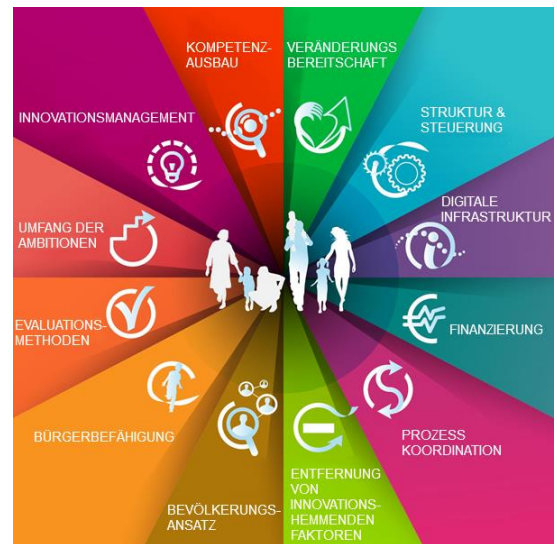 KOMPETENZ-
AUSBAU
VERÄNDERUNGS
BEREITSCHAFT
STRUKTUR &
STEUERUNG
DIGITALE
INFRASTRUKTUR
FINANZIERUNG
PROZESS
KOORDINATION
ENTFERNUNG
VON
INNOVATIONS-
HEMMENDEN
FAKTOREN
BEVÖLKERUNGS-
ANSATZ
BÜRGERBEFÄHIGUNG
EVALUATIONS-
METHODEN
UMFANG DER
AMBITIONEN
INNOVATIONSMANAGEMENT